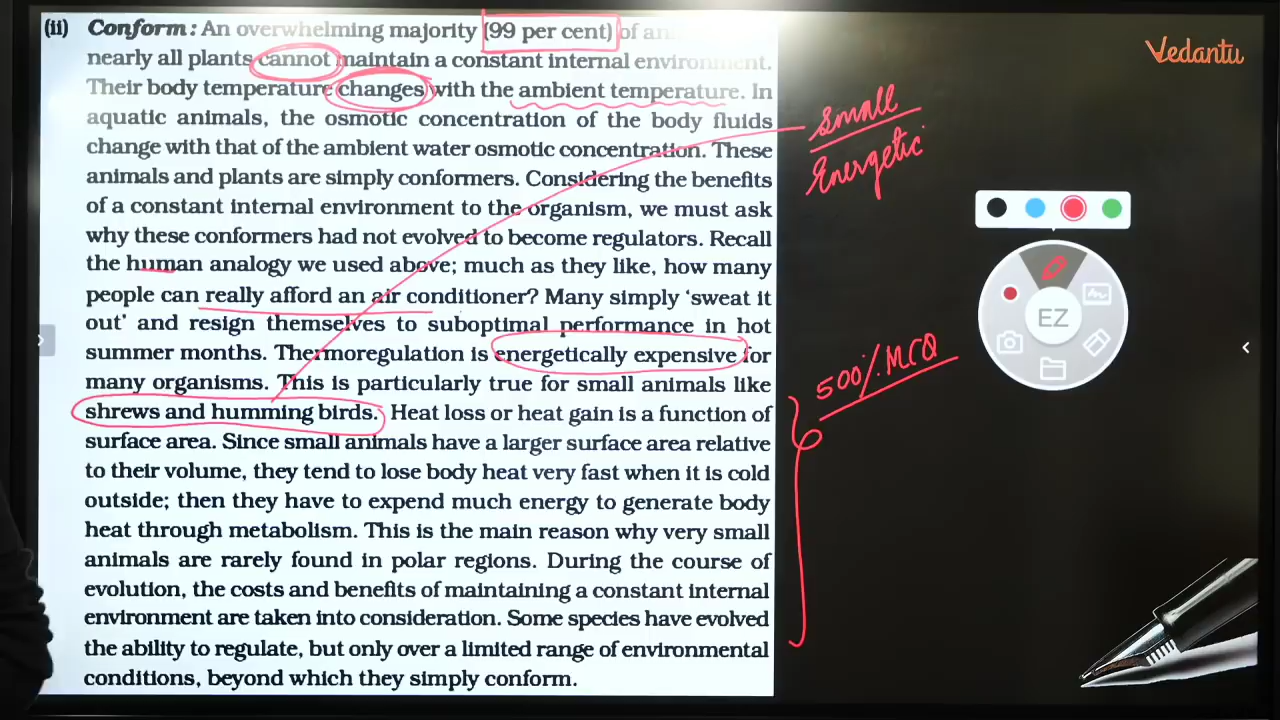 (ii) Conform: An overwhelming majority (99 per cent) of
nearly all plants cannot maintain a constant internal environment.
Their body temperature changes with the ambient temperature. In
aquatic animals, the osmotic concentration of the body fluids
change with that of the ambient water osmotic concentration. These
animals and plants are simply conformers. Considering the benefits
of a constant internal environment to the organism, we must ask
why these conformers had not evolved to become regulators. Recall
the human analogy we used above; much as they like, how many
people can really afford an air conditioner? Many simply ‘sweat it
out’ and resign themselves to suboptimal performance in hot
summer months. Thermoregulation is energetically expensive for
many organisms. This is particularly true for small animals like
shrews and humming birds. Heat loss or heat gain is a function of
surface area. Since small animals have a larger surface area relative
to their volume, they tend to lose body heat very fast when it is cold
outside; then they have to expend much energy to generate body
heat through metabolism. This is the main reason why very small
animals are rarely found in polar regions. During the course of
evolution, the costs and benefits of maintaining a constant internal
environment are taken into consideration. Some species have evolved
the ability to regulate, but only over a limited range of environmental
conditions, beyond which they simply conform.
small
Energetic
500% MCQ
Vedantu
EZ